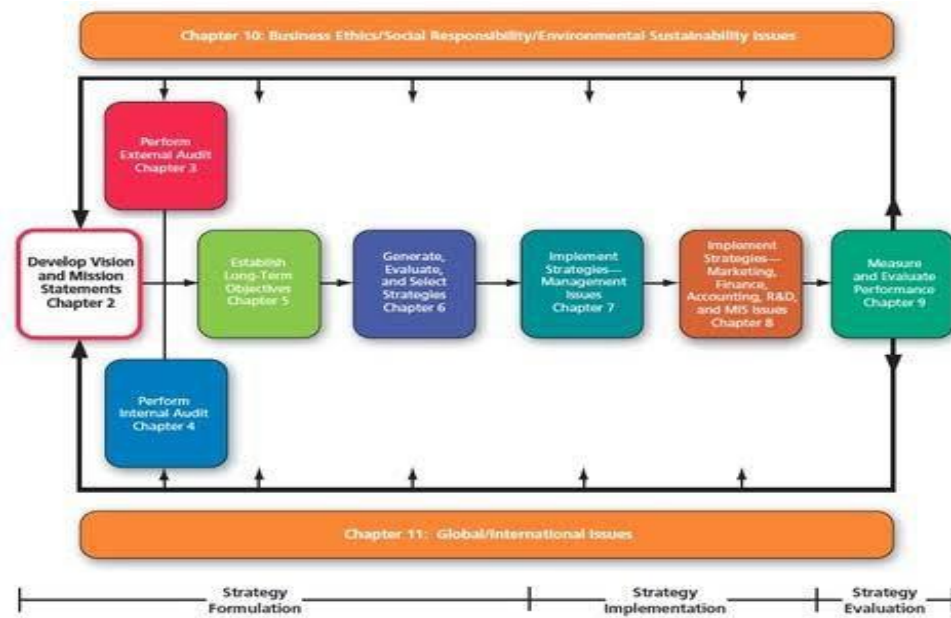 Chapter 10: Business Ethics/Social Responsibility/Environmental Sustainability Issues
Perform
External Audit
Chapter 3
Develop Vision
and Mission
Statements
Chapter 2
Establish
Long-Term
Objectives
Chapter 5
Generate,
Evaluate,
and Select
Strategies
Chapter 6
Implement
Strategies—
Management
Issues
Chapter 7
Implement
Strategies—
Marketing,
Finance,
Accounting, R&D,
and MIS Issues
Chapter 8
Measure
and Evaluate
Performance
Chapter 9
Perform
Internal Audit
Chapter 4
Chapter 11: Global/International Issues
Strategy
Formulation
Strategy
Implementation
Strategy
Evaluation